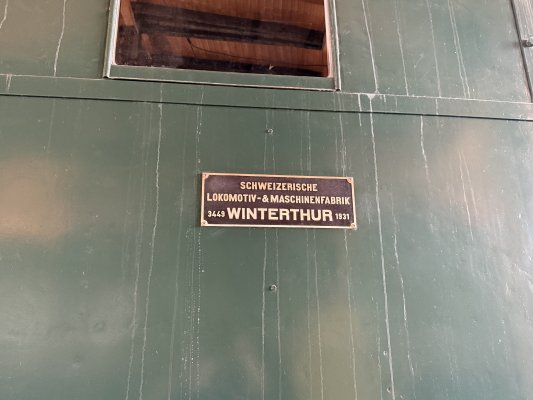 SCHWEIZERISCHE
LOKOMOTIV-& MASCHINENFABRIK
3449 WINTERTHUR 1931